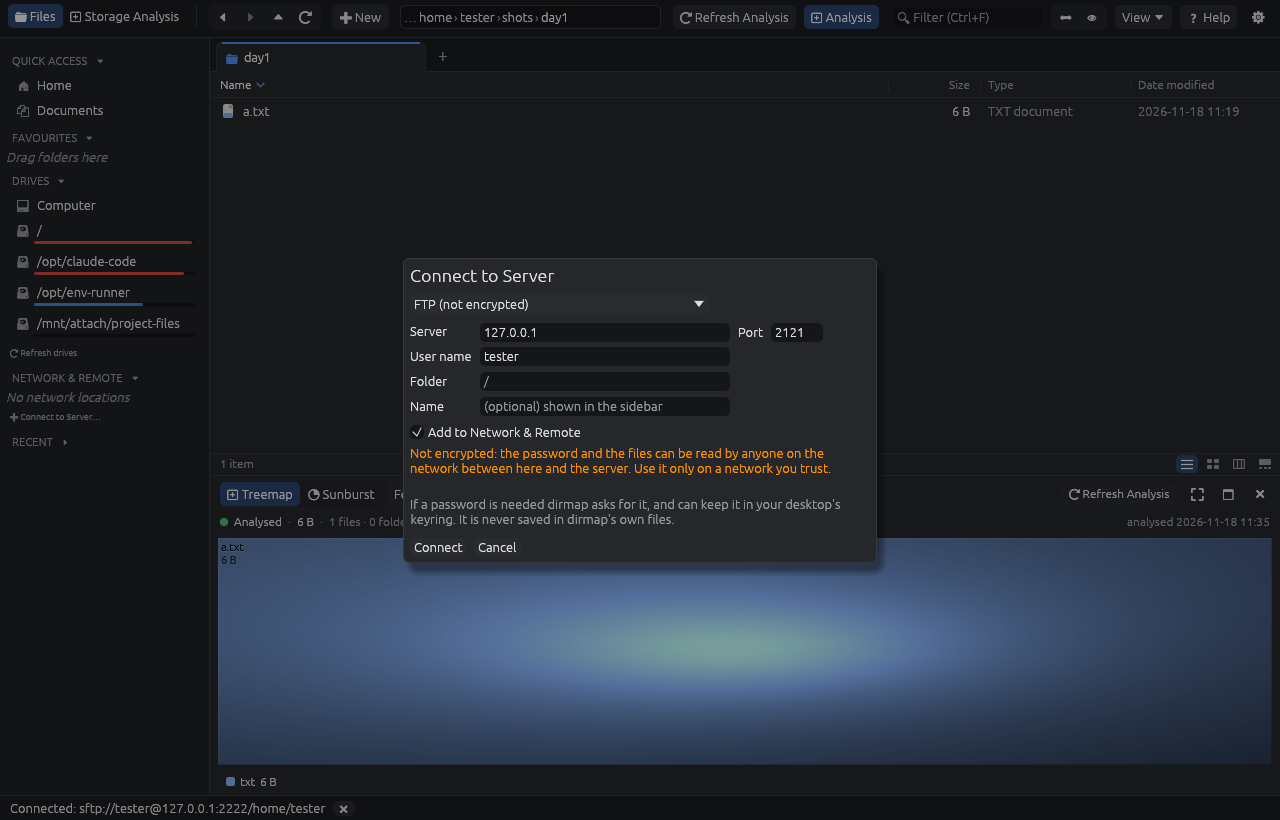 Files
Storage Analysis
New
... home › tester › shots › day1
Refresh Analysis
Analysis
Filter (Ctrl+F)
View
? Help
QUICK ACCESS
Home
Documents
FAVOURITES
Drag folders here
DRIVES
Computer
/
/opt/claude-code
/opt/env-runner
/mnt/attach/project-files
Refresh drives
NETWORK & REMOTE
No network locations
Connect to Server...
RECENT
day1
Name
Size
Type
Date modified
a.txt
6 B
TXT document
2026-11-18 11:19
Connect to Server
FTP (not encrypted)
Server
127.0.0.1
Port
2121
User name
tester
Folder
/
Name
(optional) shown in the sidebar
Add to Network & Remote
Not encrypted: the password and the files can be read by anyone on the
network between here and the server. Use it only on a network you trust.
If a password is needed dirmap asks for it, and can keep it in your desktop's
keyring. It is never saved in dirmap's own files.
Connect
Cancel
1 item
Treemap
Sunburst
Refresh Analysis
Analysed · 6 B · 1 files · 0
analysed 2026-11-18 11:35
a.txt
6 B
txt 6 B
Connected: sftp://tester@127.0.0.1:2222/home/tester